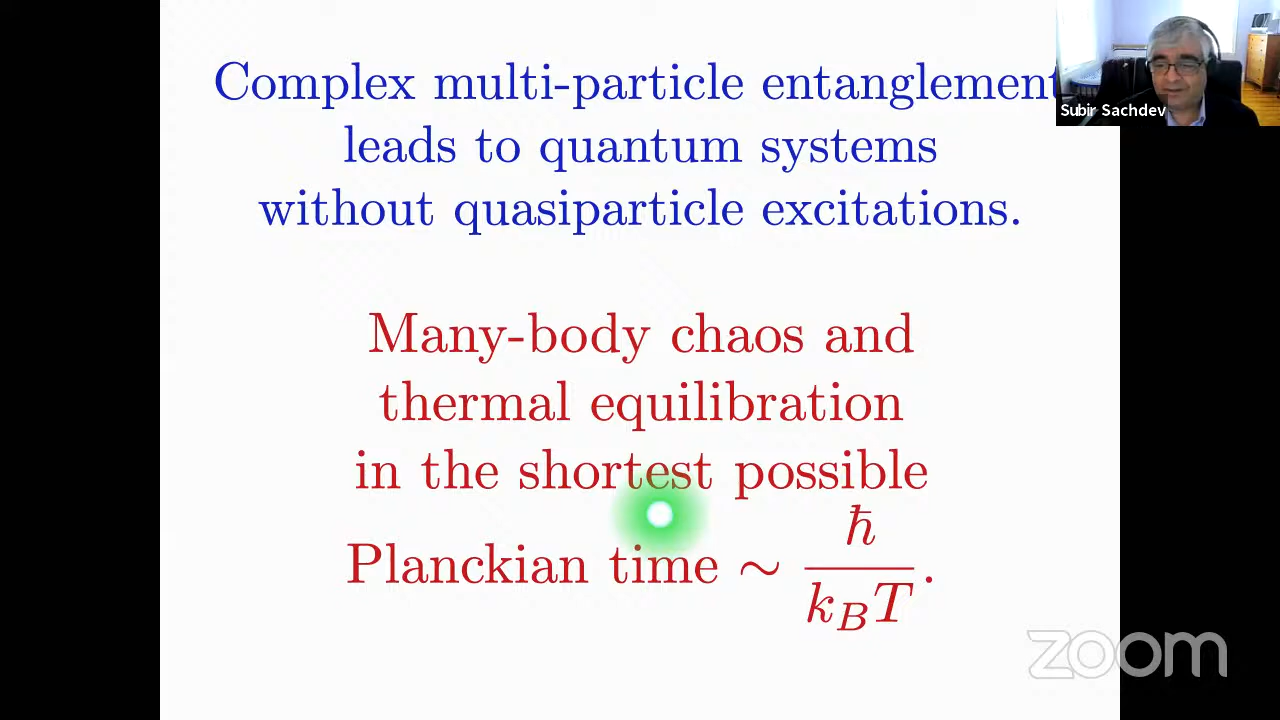 Complex multi-particle entanglement
leads to quantum systems
without quasiparticle excitations.
Many-body chaos and
thermal equilibration
in the shortest possible
Planckian time ∼ ħ / k_B T.
Subir Sachdev
zoom